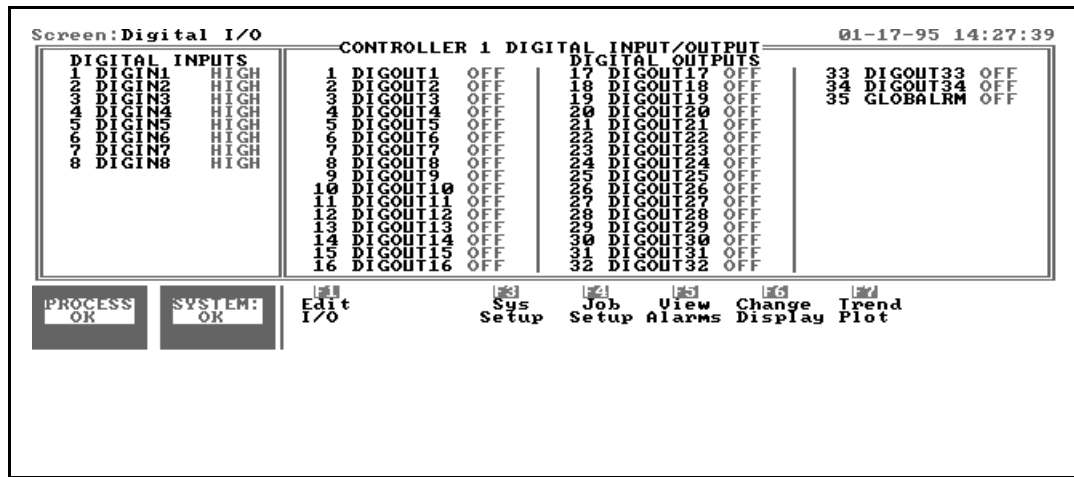 Screen:Digital I/O 01-17-95 14:27:39
CONTROLLER 1 DIGITAL INPUT/OUTPUT
DIGITAL INPUTS DIGITAL OUTPUTS
1 DIGIN1 HIGH 1 DIGOUT1 OFF 17 DIGOUT17 OFF 33 DIGOUT33 OFF
2 DIGIN2 HIGH 2 DIGOUT2 OFF 18 DIGOUT18 OFF 34 DIGOUT34 OFF
3 DIGIN3 HIGH 3 DIGOUT3 OFF 19 DIGOUT19 OFF 35 GLOBALRM OFF
4 DIGIN4 HIGH 4 DIGOUT4 OFF 20 DIGOUT20 OFF
5 DIGIN5 HIGH 5 DIGOUT5 OFF 21 DIGOUT21 OFF
6 DIGIN6 HIGH 6 DIGOUT6 OFF 22 DIGOUT22 OFF
7 DIGIN7 HIGH 7 DIGOUT7 OFF 23 DIGOUT23 OFF
8 DIGIN8 HIGH 8 DIGOUT8 OFF 24 DIGOUT24 OFF
9 DIGOUT9 OFF 25 DIGOUT25 OFF
10 DIGOUT10 OFF 26 DIGOUT26 OFF
11 DIGOUT11 OFF 27 DIGOUT27 OFF
12 DIGOUT12 OFF 28 DIGOUT28 OFF
13 DIGOUT13 OFF 29 DIGOUT29 OFF
14 DIGOUT14 OFF 30 DIGOUT30 OFF
15 DIGOUT15 OFF 31 DIGOUT31 OFF
16 DIGOUT16 OFF 32 DIGOUT32 OFF
F1 F3 F4 F5 F6 F7
PROCESS SYSTEM: Edit Sys Job View Change Trend
OK OK I/O Setup Setup Alarms Display Plot